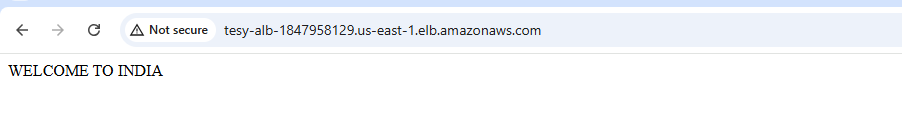 Not secure tesy-alb-1847958129.us-east-1.elb.amazonaws.com
WELCOME TO INDIA